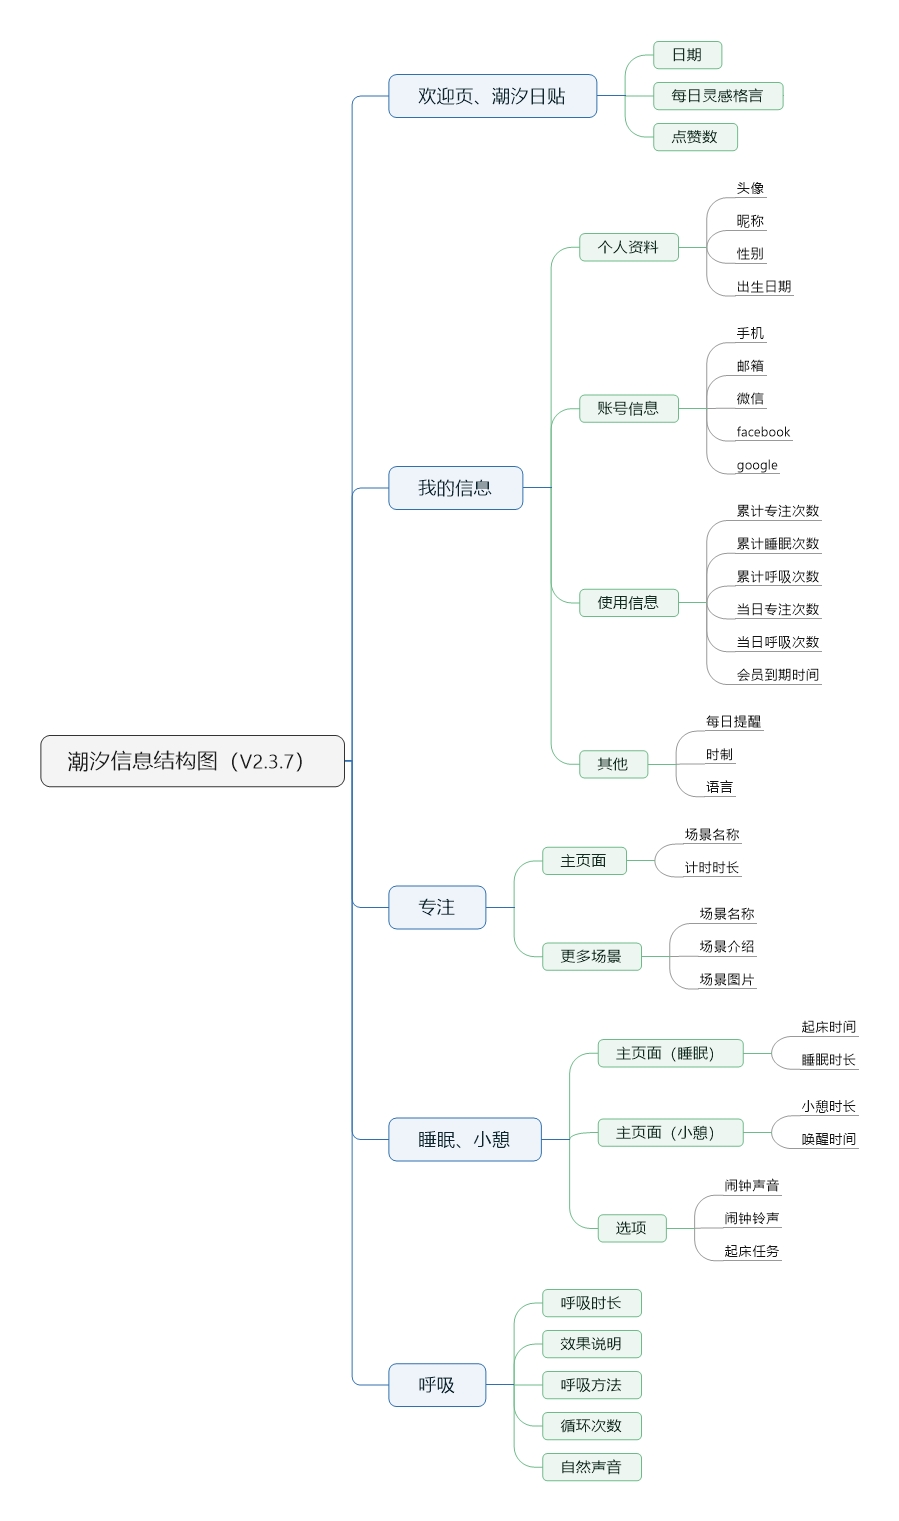 潮汐信息结构图（V2.3.7）
欢迎页、潮汐日贴
日期
每日灵感格言
点赞数
我的信息
个人资料
头像
昵称
性别
出生日期
账号信息
手机
邮箱
微信
facebook
google
使用信息
累计专注次数
累计睡眠次数
累计呼吸次数
当日专注次数
当日呼吸次数
会员到期时间
其他
每日提醒
时制
语言
专注
主页面
场景名称
计时时长
更多场景
场景名称
场景介绍
场景图片
睡眠、小憩
主页面（睡眠）
起床时间
睡眠时长
主页面（小憩）
小憩时长
唤醒时间
选项
闹钟声音
闹钟铃声
起床任务
呼吸
呼吸时长
效果说明
呼吸方法
循环次数
自然声音